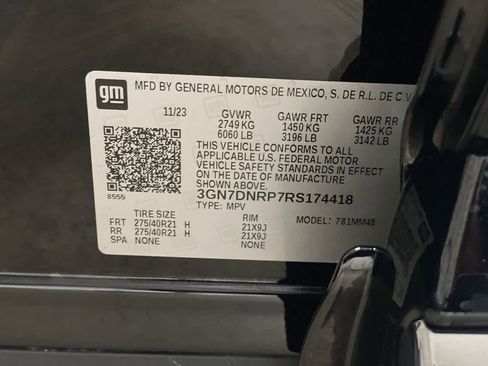 gm
MFD BY GENERAL MOTORS DE MEXICO, S. DE R.L. DE C.V
11/23 GVWR GAWR FRT GAWR RR
2749 KG 1450 KG 1425 KG
6060 LB 3196 LB 3142 LB
THIS VEHICLE CONFORMS TO ALL
APPLICABLE U.S. FEDERAL MOTOR
VEHICLE SAFETY STANDARDS IN EFFECT
ON THE DATE OF MANUFACTURE
SHOWN ABOVE.
3GN7DNRP7RS174418
8555 TYPE: MPV MODEL: 781MM48
TIRE SIZE RIM
FRT 275/40R21 H 21X9J
RR 275/40R21 H 21X9J
SPA NONE NONE